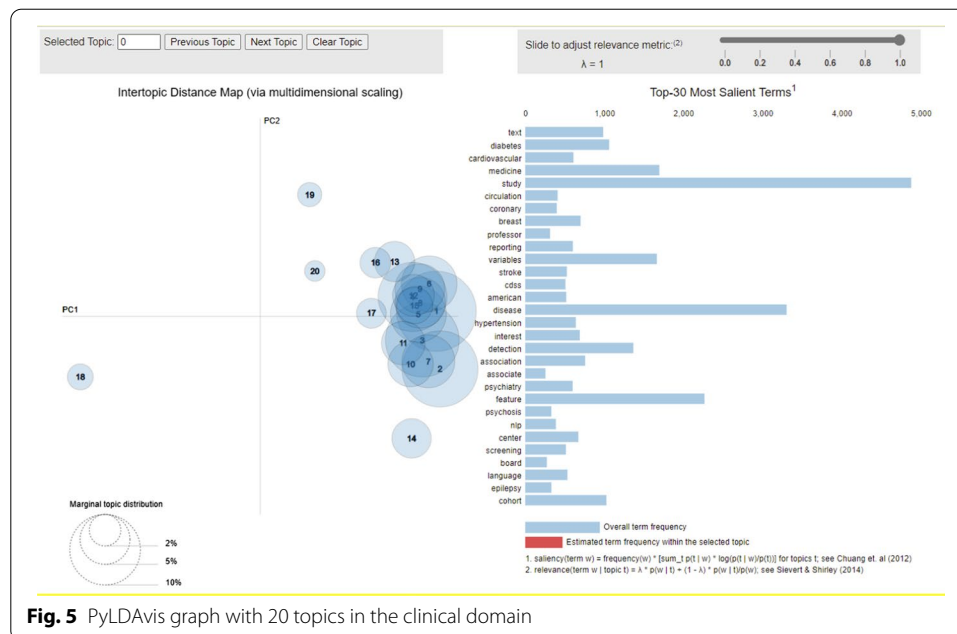 Selected Topic: 0 Previous Topic Next Topic Clear Topic
Slide to adjust relevance metric:(2)
λ = 1
0.0 0.2 0.4 0.6 0.8 1.0
Intertopic Distance Map (via multidimensional scaling)
PC2
PC1
19
20
16
13
6
9
12
15
8
1
17
5
11
3
10
7
2
18
14
Marginal topic distribution
2%
5%
10%
Top-30 Most Salient Terms1
0 1,000 2,000 3,000 4,000 5,000
text
diabetes
cardiovascular
medicine
study
circulation
coronary
breast
professor
reporting
variables
stroke
cdss
american
disease
hypertension
interest
detection
association
associate
psychiatry
feature
psychosis
nlp
center
screening
board
language
epilepsy
cohort
Overall term frequency
Estimated term frequency within the selected topic
1. saliency(term w) = frequency(w) * [sum_t p(t | w) * log(p(t | w)/p(t))] for topics t; see Chuang et. al (2012)
2. relevance(term w | topic t) = λ * p(w | t) + (1 - λ) * p(w | t)/p(w); see Sievert & Shirley (2014)
Fig. 5 PyLDAvis graph with 20 topics in the clinical domain